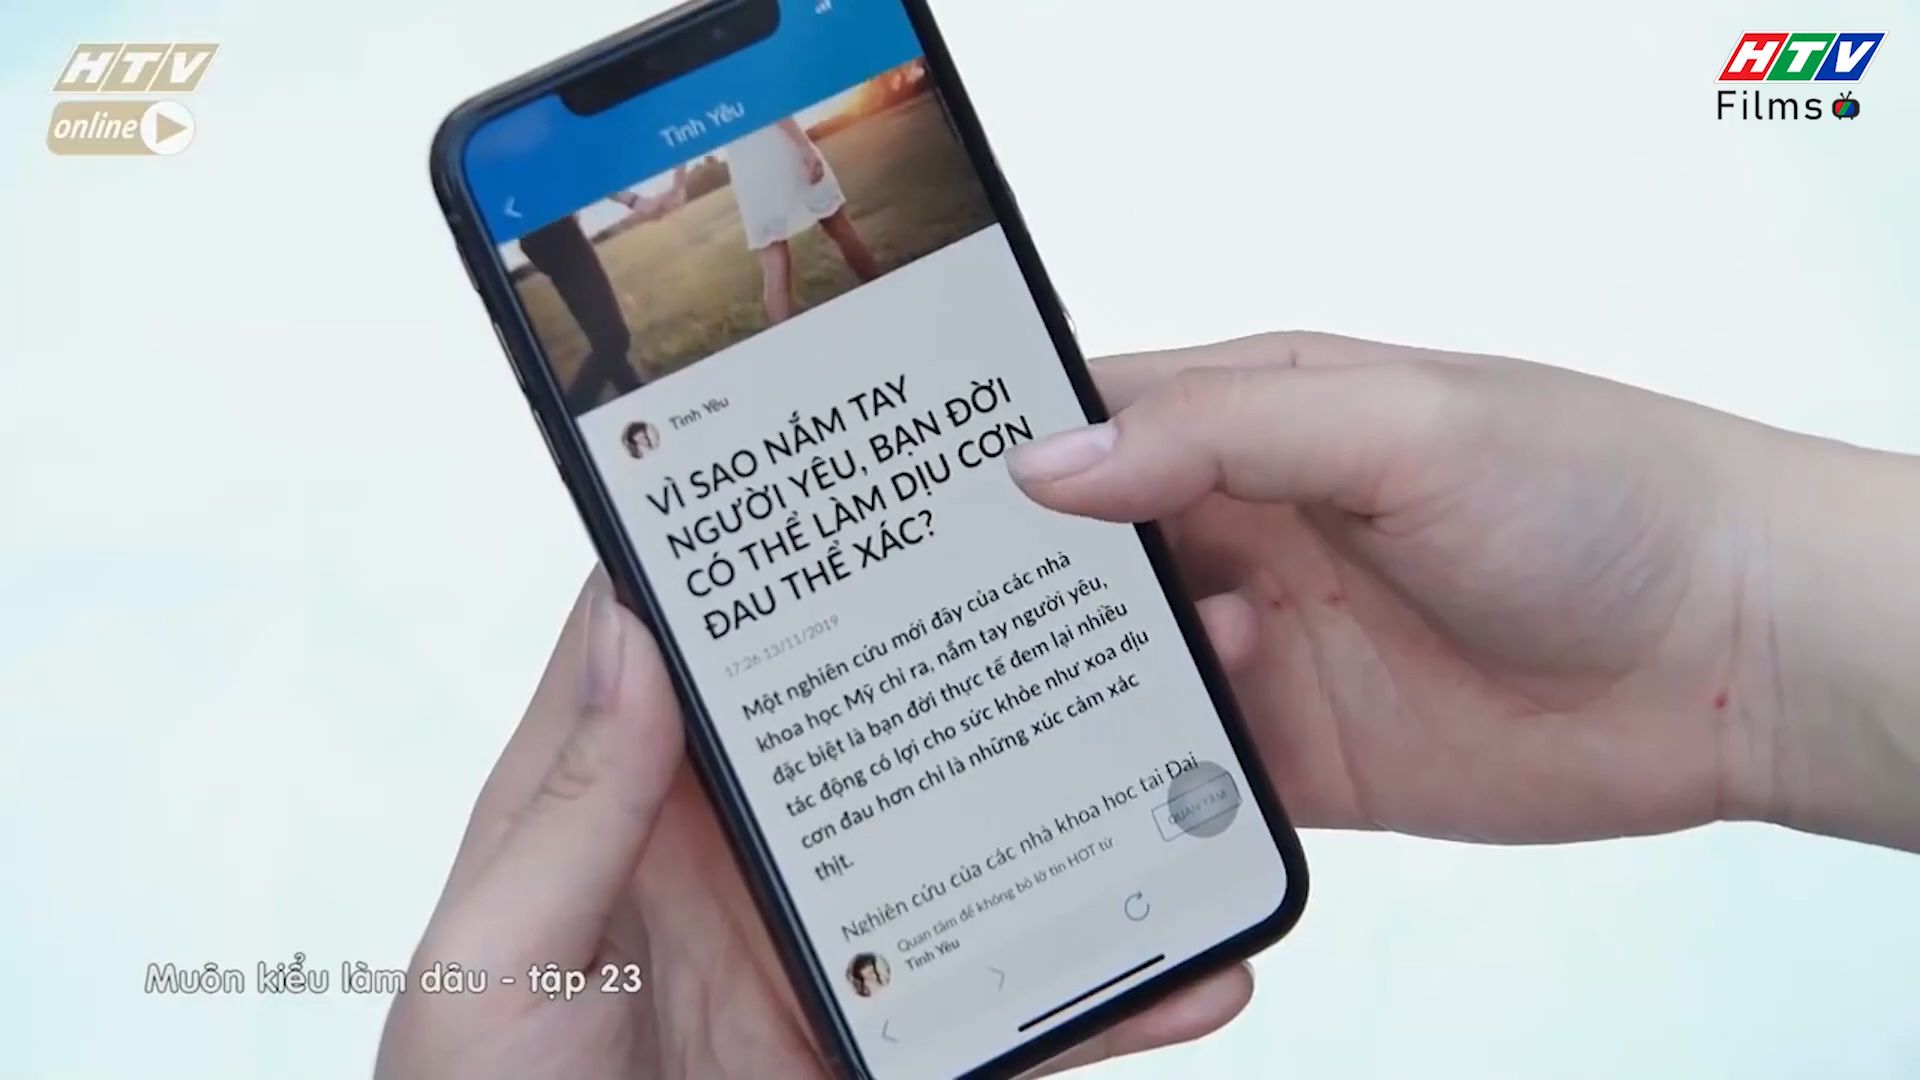 HTV
online
HTV
Films
Tình Yêu
Tình Yêu
VÌ SAO NẮM TAY
NGƯỜI YÊU, BẠN ĐỜI
CÓ THỂ LÀM DỊU CƠN
ĐAU THỂ XÁC?
17:26 13/11/2019
Một nghiên cứu mới đây của các nhà
khoa học Mỹ chỉ ra, nắm tay người yêu,
đặc biệt là bạn đời thực tế đem lại nhiều
tác động có lợi cho sức khỏe như xoa dịu
cơn đau hơn chỉ là những xúc cảm xác
thịt.
Nghiên cứu của các nhà khoa học tại Đại
QUAN TÂM
Quan tâm để không bỏ lỡ tin HOT từ
Tình Yêu
Muôn kiểu làm dâu - tập 23